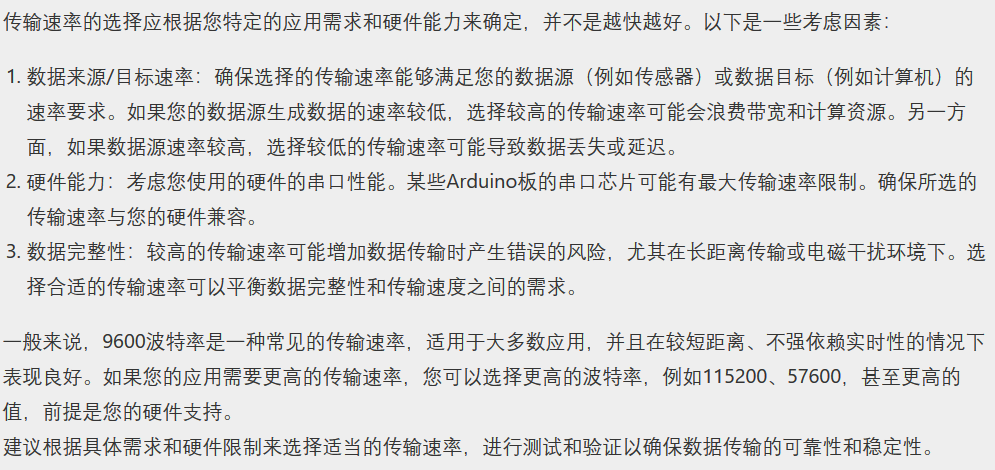 传输速率的选择应根据您特定的应用需求和硬件能力来确定，并不是越快越好。以下是一些考虑因素：
1. 数据来源/目标速率：确保选择的传输速率能够满足您的数据源（例如传感器）或数据目标（例如计算机）的
速率要求。如果您的数据源生成数据的速率较低，选择较高的传输速率可能会浪费带宽和计算资源。另一方
面，如果数据源速率较高，选择较低的传输速率可能导致数据丢失或延迟。
2. 硬件能力：考虑您使用的硬件的串口性能。某些Arduino板的串口芯片可能有最大传输速率限制。确保所选的
传输速率与您的硬件兼容。
3. 数据完整性：较高的传输速率可能增加数据传输时产生错误的风险，尤其在长距离传输或电磁干扰环境下。选
择合适的传输速率可以平衡数据完整性和传输速度之间的需求。
一般来说，9600波特率是一种常见的传输速率，适用于大多数应用，并且在较短距离、不强依赖实时性的情况下
表现良好。如果您的应用需要更高的传输速率，您可以选择更高的波特率，例如115200、57600，甚至更高的
值，前提是您的硬件支持。
建议根据具体需求和硬件限制来选择适当的传输速率，进行测试和验证以确保数据传输的可靠性和稳定性。